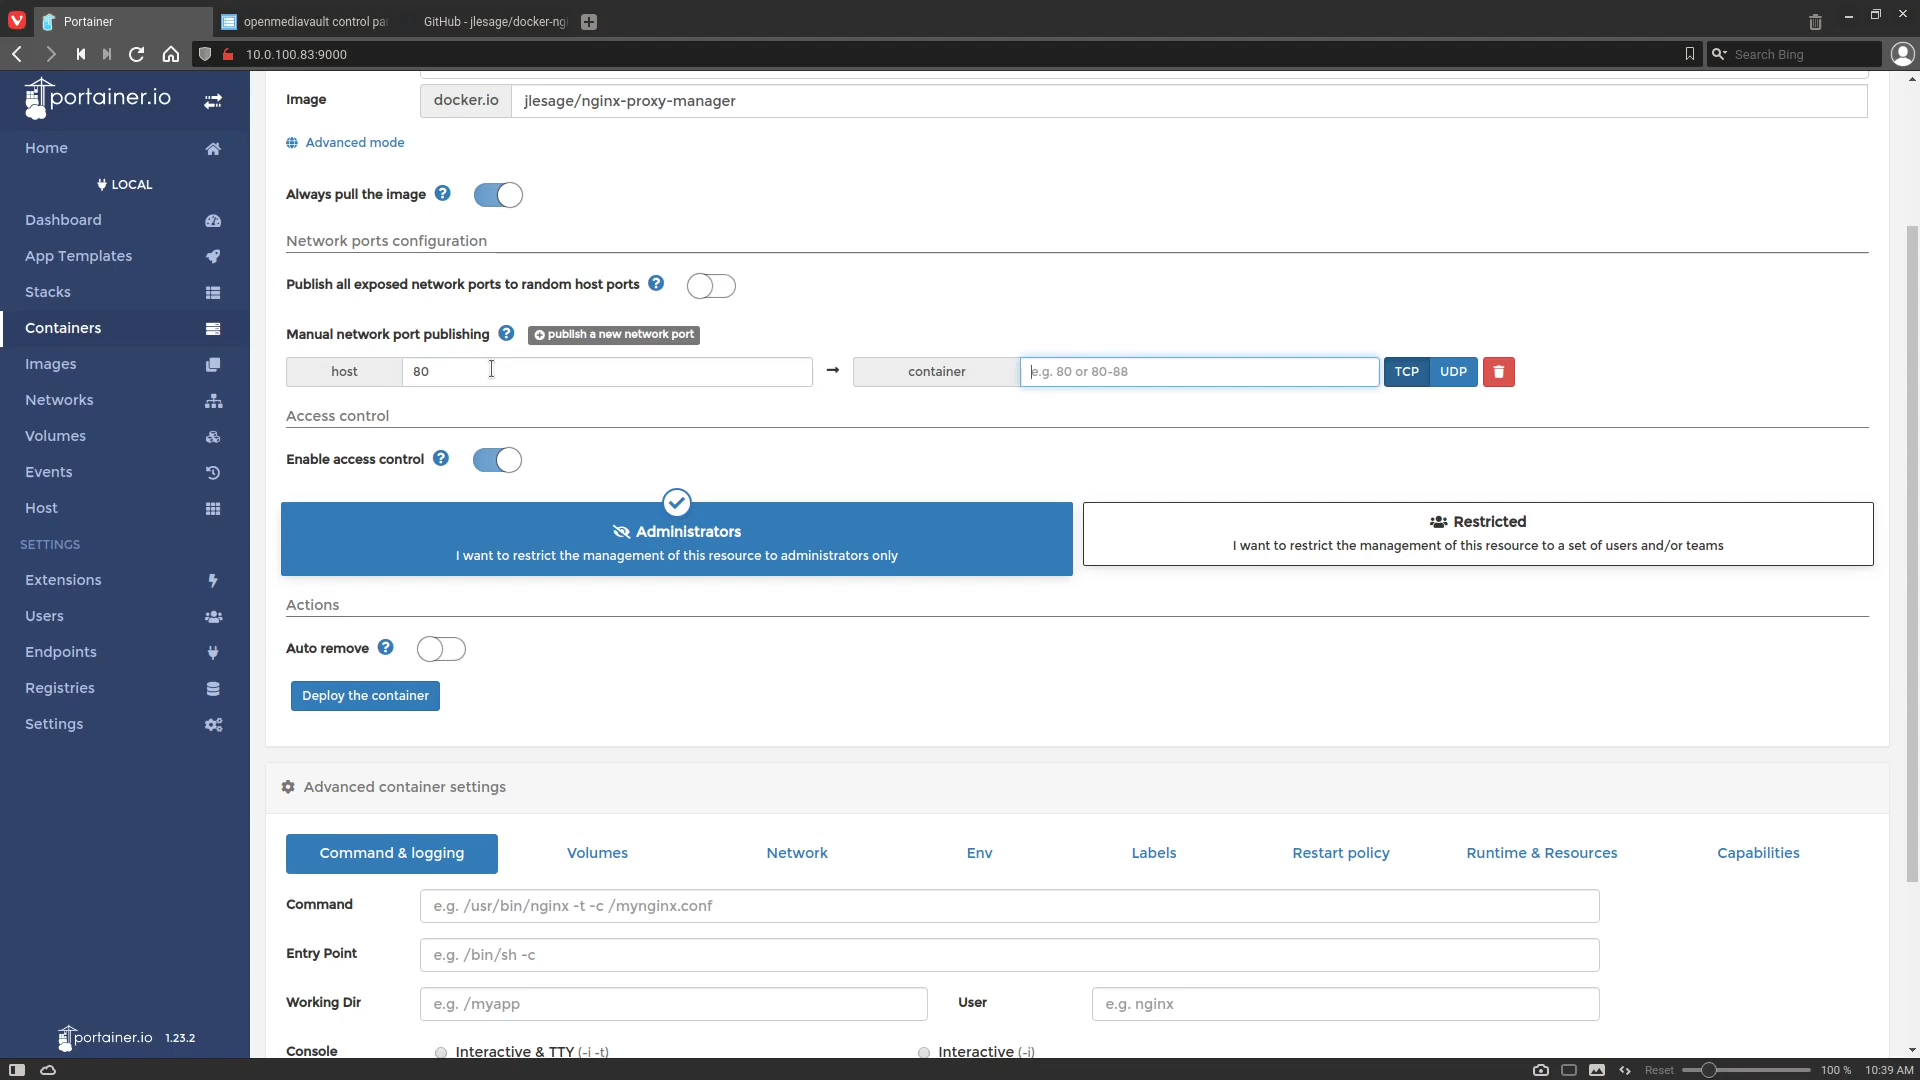 Portainer
openmediavault control pa
GitHub - jlesage/docker-ng
10.0.100.83:9000
Search Bing
portainer.io
Home
LOCAL
Dashboard
App Templates
Stacks
Containers
Images
Networks
Volumes
Events
Host
SETTINGS
Extensions
Users
Endpoints
Registries
Settings
portainer.io 1.23.2
Image docker.io jlesage/nginx-proxy-manager
Advanced mode
Always pull the image
Network ports configuration
Publish all exposed network ports to random host ports
Manual network port publishing publish a new network port
host 80 → container e.g. 80 or 80-88 TCP UDP
Access control
Enable access control
Administrators
I want to restrict the management of this resource to administrators only
Restricted
I want to restrict the management of this resource to a set of users and/or teams
Actions
Auto remove
Deploy the container
Advanced container settings
Command & logging Volumes Network Env Labels Restart policy Runtime & Resources Capabilities
Command e.g. /usr/bin/nginx -t -c /mynginx.conf
Entry Point e.g. /bin/sh -c
Working Dir e.g. /myapp User e.g. nginx
Console Interactive & TTY (-i -t) Interactive (-i)
Reset 100 % 10:39 AM